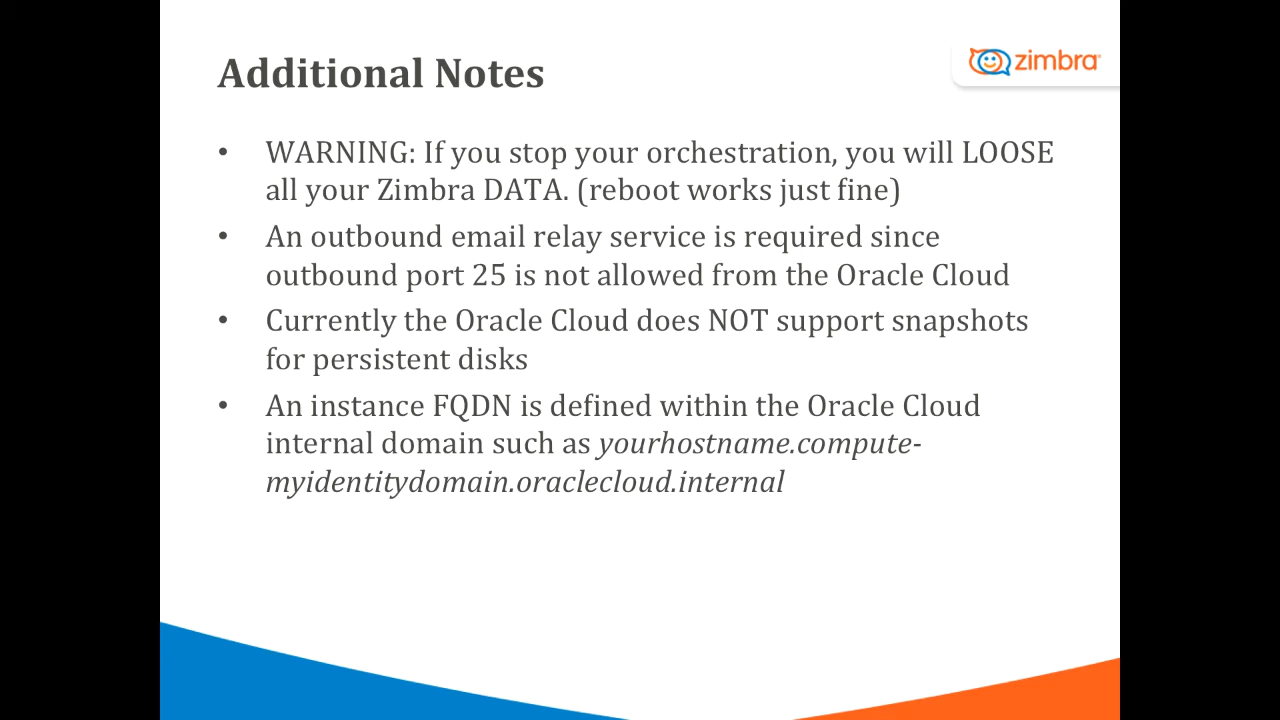 Additional Notes
zimbra
• WARNING: If you stop your orchestration, you will LOOSE
all your Zimbra DATA. (reboot works just fine)
• An outbound email relay service is required since
outbound port 25 is not allowed from the Oracle Cloud
• Currently the Oracle Cloud does NOT support snapshots
for persistent disks
• An instance FQDN is defined within the Oracle Cloud
internal domain such as yourhostname.compute-
myidentitydomain.oraclecloud.internal